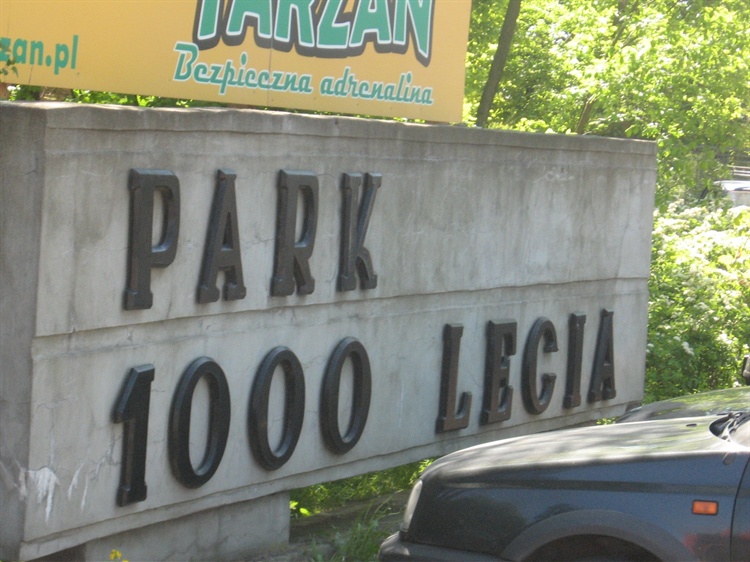 TARZAN
zan.pl
Bezpieczna adrenalina
PARK
1000 LECIA